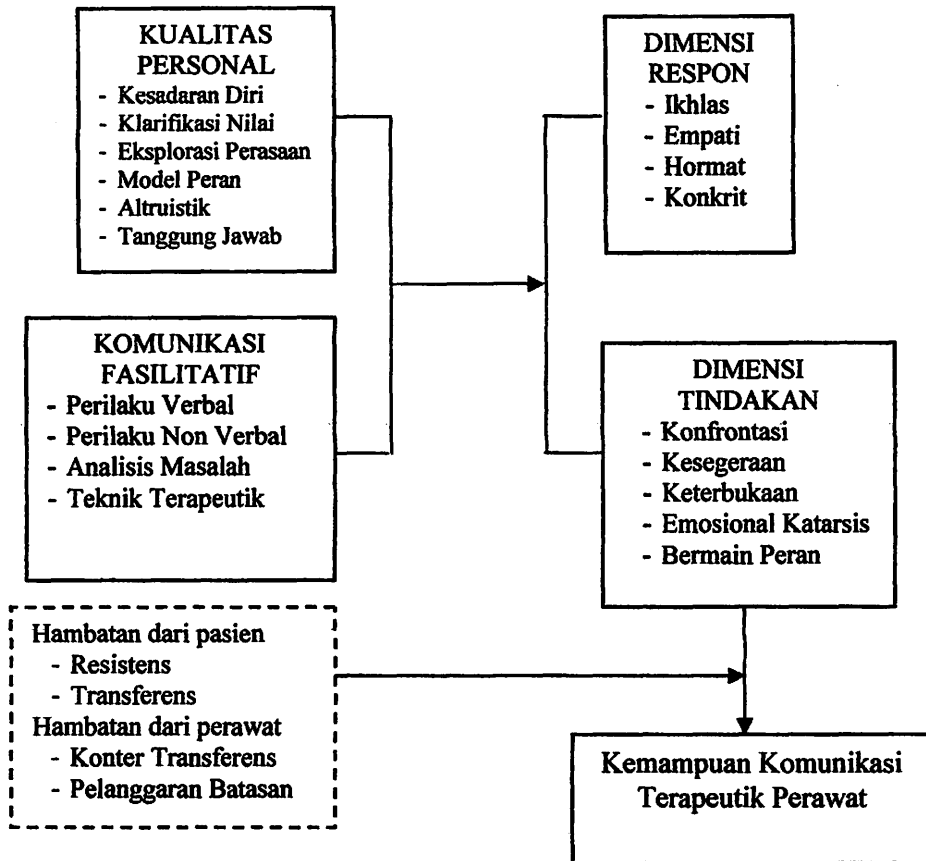 KUALITAS
PERSONAL
- Kesadaran Diri
- Klarifikasi Nilai
- Eksplorasi Perasaan
- Model Peran
- Altruistik
- Tanggung Jawab
DIMENSI
RESPON
- Ikhlas
- Empati
- Hormat
- Konkrit
KOMUNIKASI
FASILITATIF
- Perilaku Verbal
- Perilaku Non Verbal
- Analisis Masalah
- Teknik Terapeutik
DIMENSI
TINDAKAN
- Konfrontasi
- Kesegeraan
- Keterbukaan
- Emosional Katarsis
- Bermain Peran
Hambatan dari pasien
- Resistens
- Transferens
Hambatan dari perawat
- Konter Transferens
- Pelanggaran Batasan
Kemampuan Komunikasi
Terapeutik Perawat